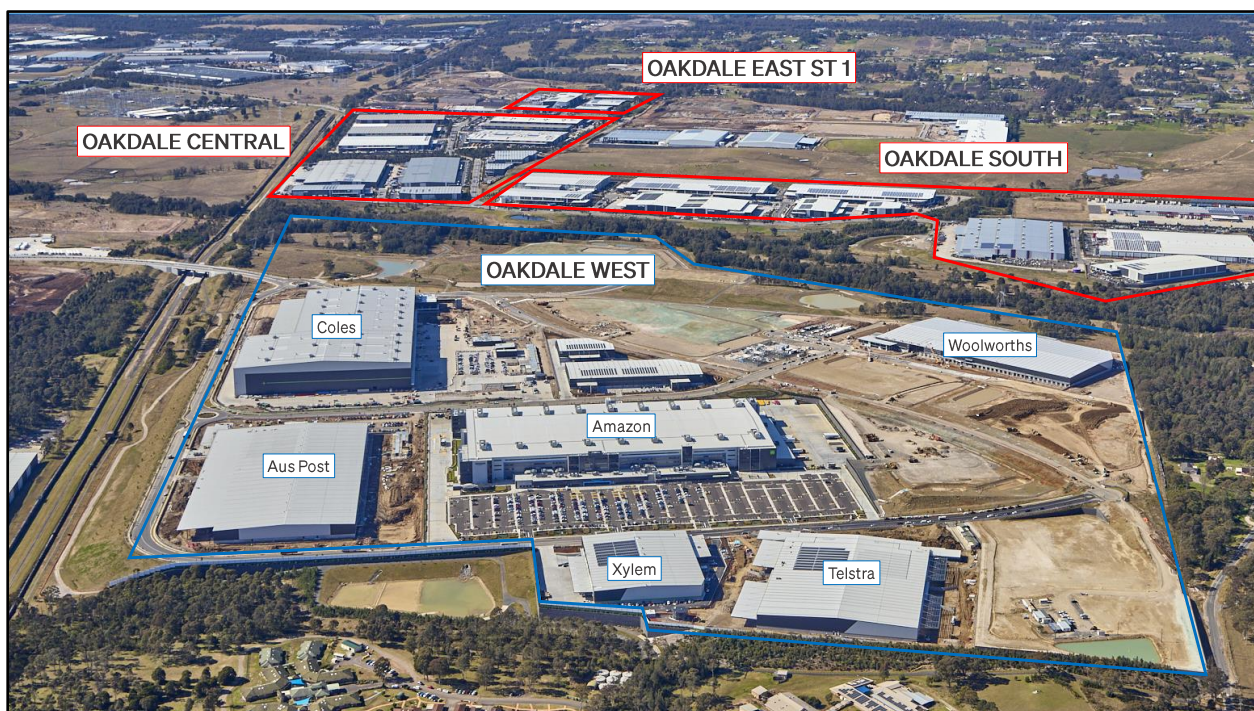 OAKDALE EAST ST 1
OAKDALE CENTRAL
OAKDALE SOUTH
OAKDALE WEST
Coles
Woolworths
Amazon
Aus Post
Xylem
Telstra